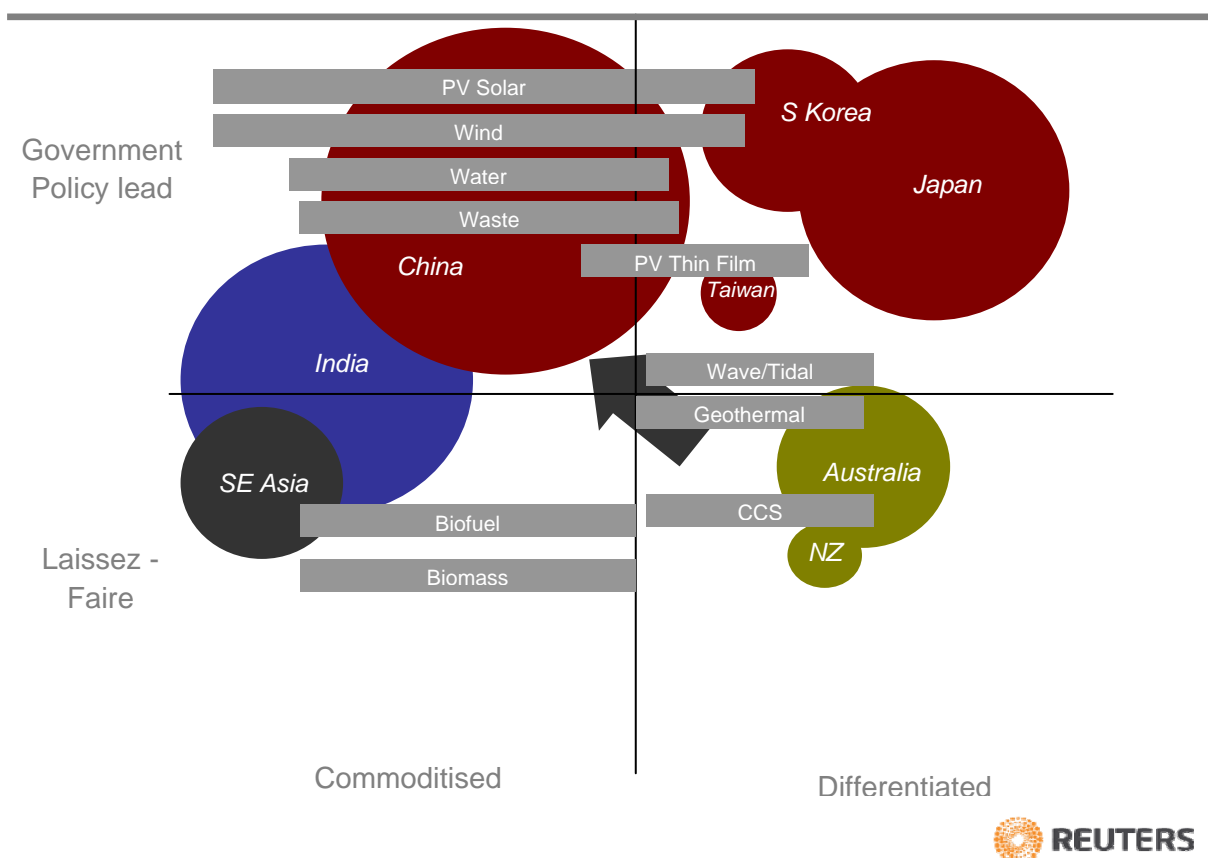 PV Solar
S Korea
Wind
Government
Policy lead
Water
Japan
Waste
China
PV Thin Film
Taiwan
India
Wave/Tidal
Geothermal
SE Asia
Australia
Biofuel
CCS
Laissez -
Faire
NZ
Biomass
Commoditised
Differentiated
REUTERS